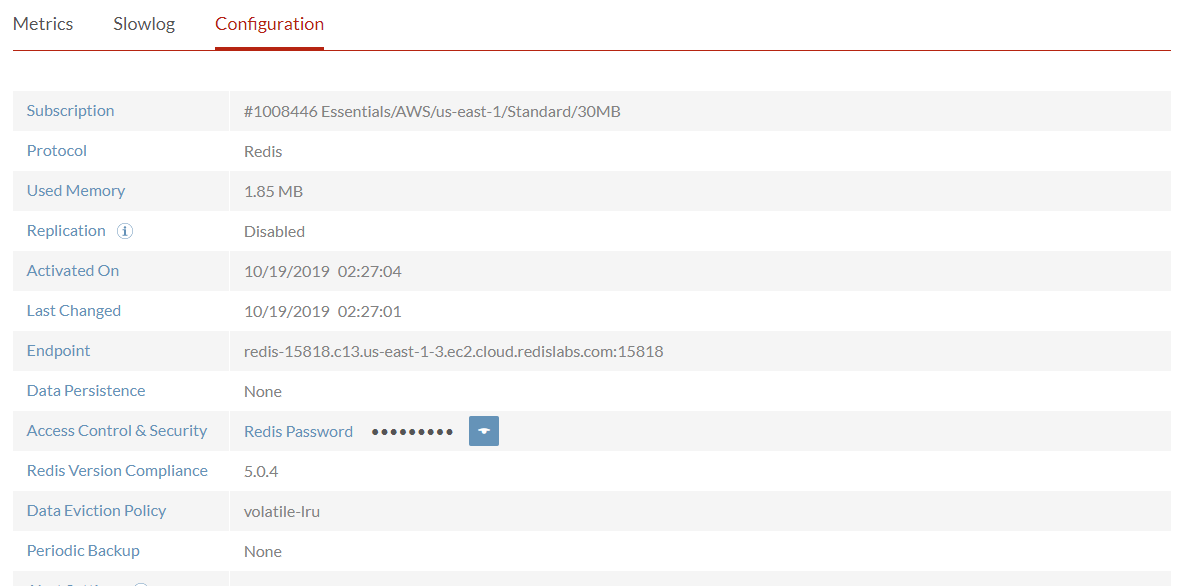 Metrics Slowlog Configuration
Subscription #1008446 Essentials/AWS/us-east-1/Standard/30MB
Protocol Redis
Used Memory 1.85 MB
Replication Disabled
Activated On 10/19/2019 02:27:04
Last Changed 10/19/2019 02:27:01
Endpoint redis-15818.c13.us-east-1-3.ec2.cloud.redislabs.com:15818
Data Persistence None
Access Control & Security Redis Password •••••••••
Redis Version Compliance 5.0.4
Data Eviction Policy volatile-lru
Periodic Backup None